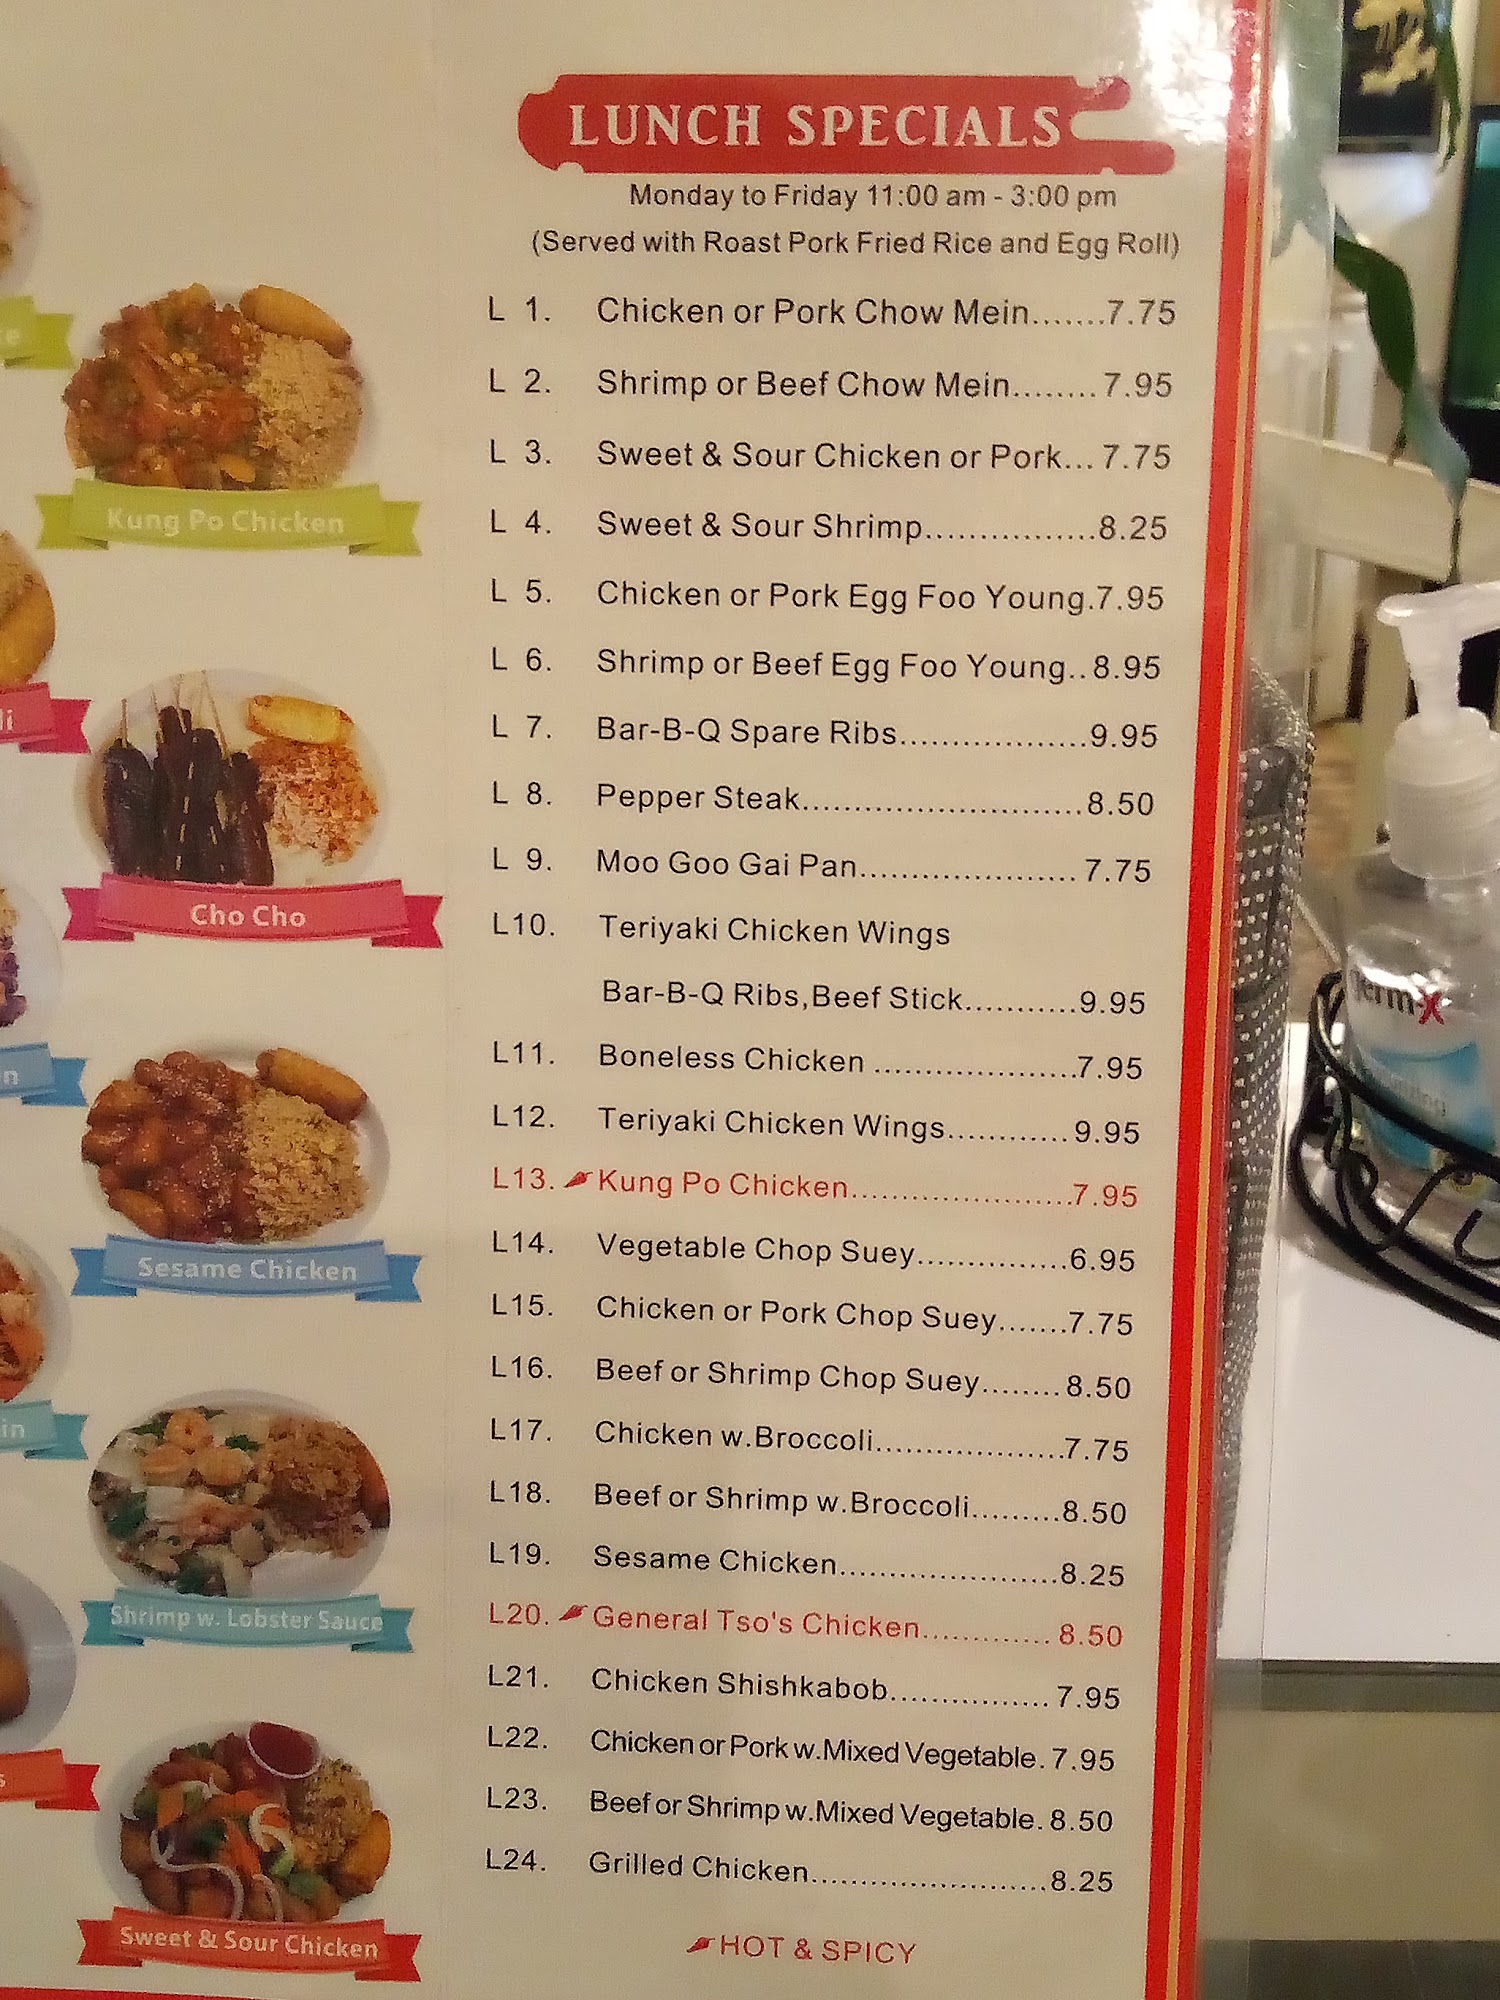 LUNCH SPECIALS
Monday to Friday 11:00 am - 3:00 pm
(Served with Roast Pork Fried Rice and Egg Roll)
L 1. Chicken or Pork Chow Mein.......7.75
L 2. Shrimp or Beef Chow Mein........ 7.95
L 3. Sweet & Sour Chicken or Pork... 7.75
L 4. Sweet & Sour Shrimp................8.25
L 5. Chicken or Pork Egg Foo Young.7.95
L 6. Shrimp or Beef Egg Foo Young..8.95
L 7. Bar-B-Q Spare Ribs..................9.95
L 8. Pepper Steak..........................8.50
L 9. Moo Goo Gai Pan.................... 7.75
L10. Teriyaki Chicken Wings
Bar-B-Q Ribs,Beef Stick...........9.95
L11. Boneless Chicken ....................7.95
L12. Teriyaki Chicken Wings............9.95
L13. Kung Po Chicken......................7.95
L14. Vegetable Chop Suey...............6.95
L15. Chicken or Pork Chop Suey.......7.75
L16. Beef or Shrimp Chop Suey........8.50
L17. Chicken w.Broccoli...................7.75
L18. Beef or Shrimp w.Broccoli.........8.50
L19. Sesame Chicken......................8.25
L20. General Tso's Chicken............. 8.50
L21. Chicken Shishkabob................ 7.95
L22. Chicken or Pork w.Mixed Vegetable. 7.95
L23. Beef or Shrimp w.Mixed Vegetable. 8.50
L24. Grilled Chicken........................8.25
HOT & SPICY
Kung Po Chicken
Cho Cho
Sesame Chicken
Shrimp w. Lobster Sauce
Sweet & Sour Chicken
germ-x